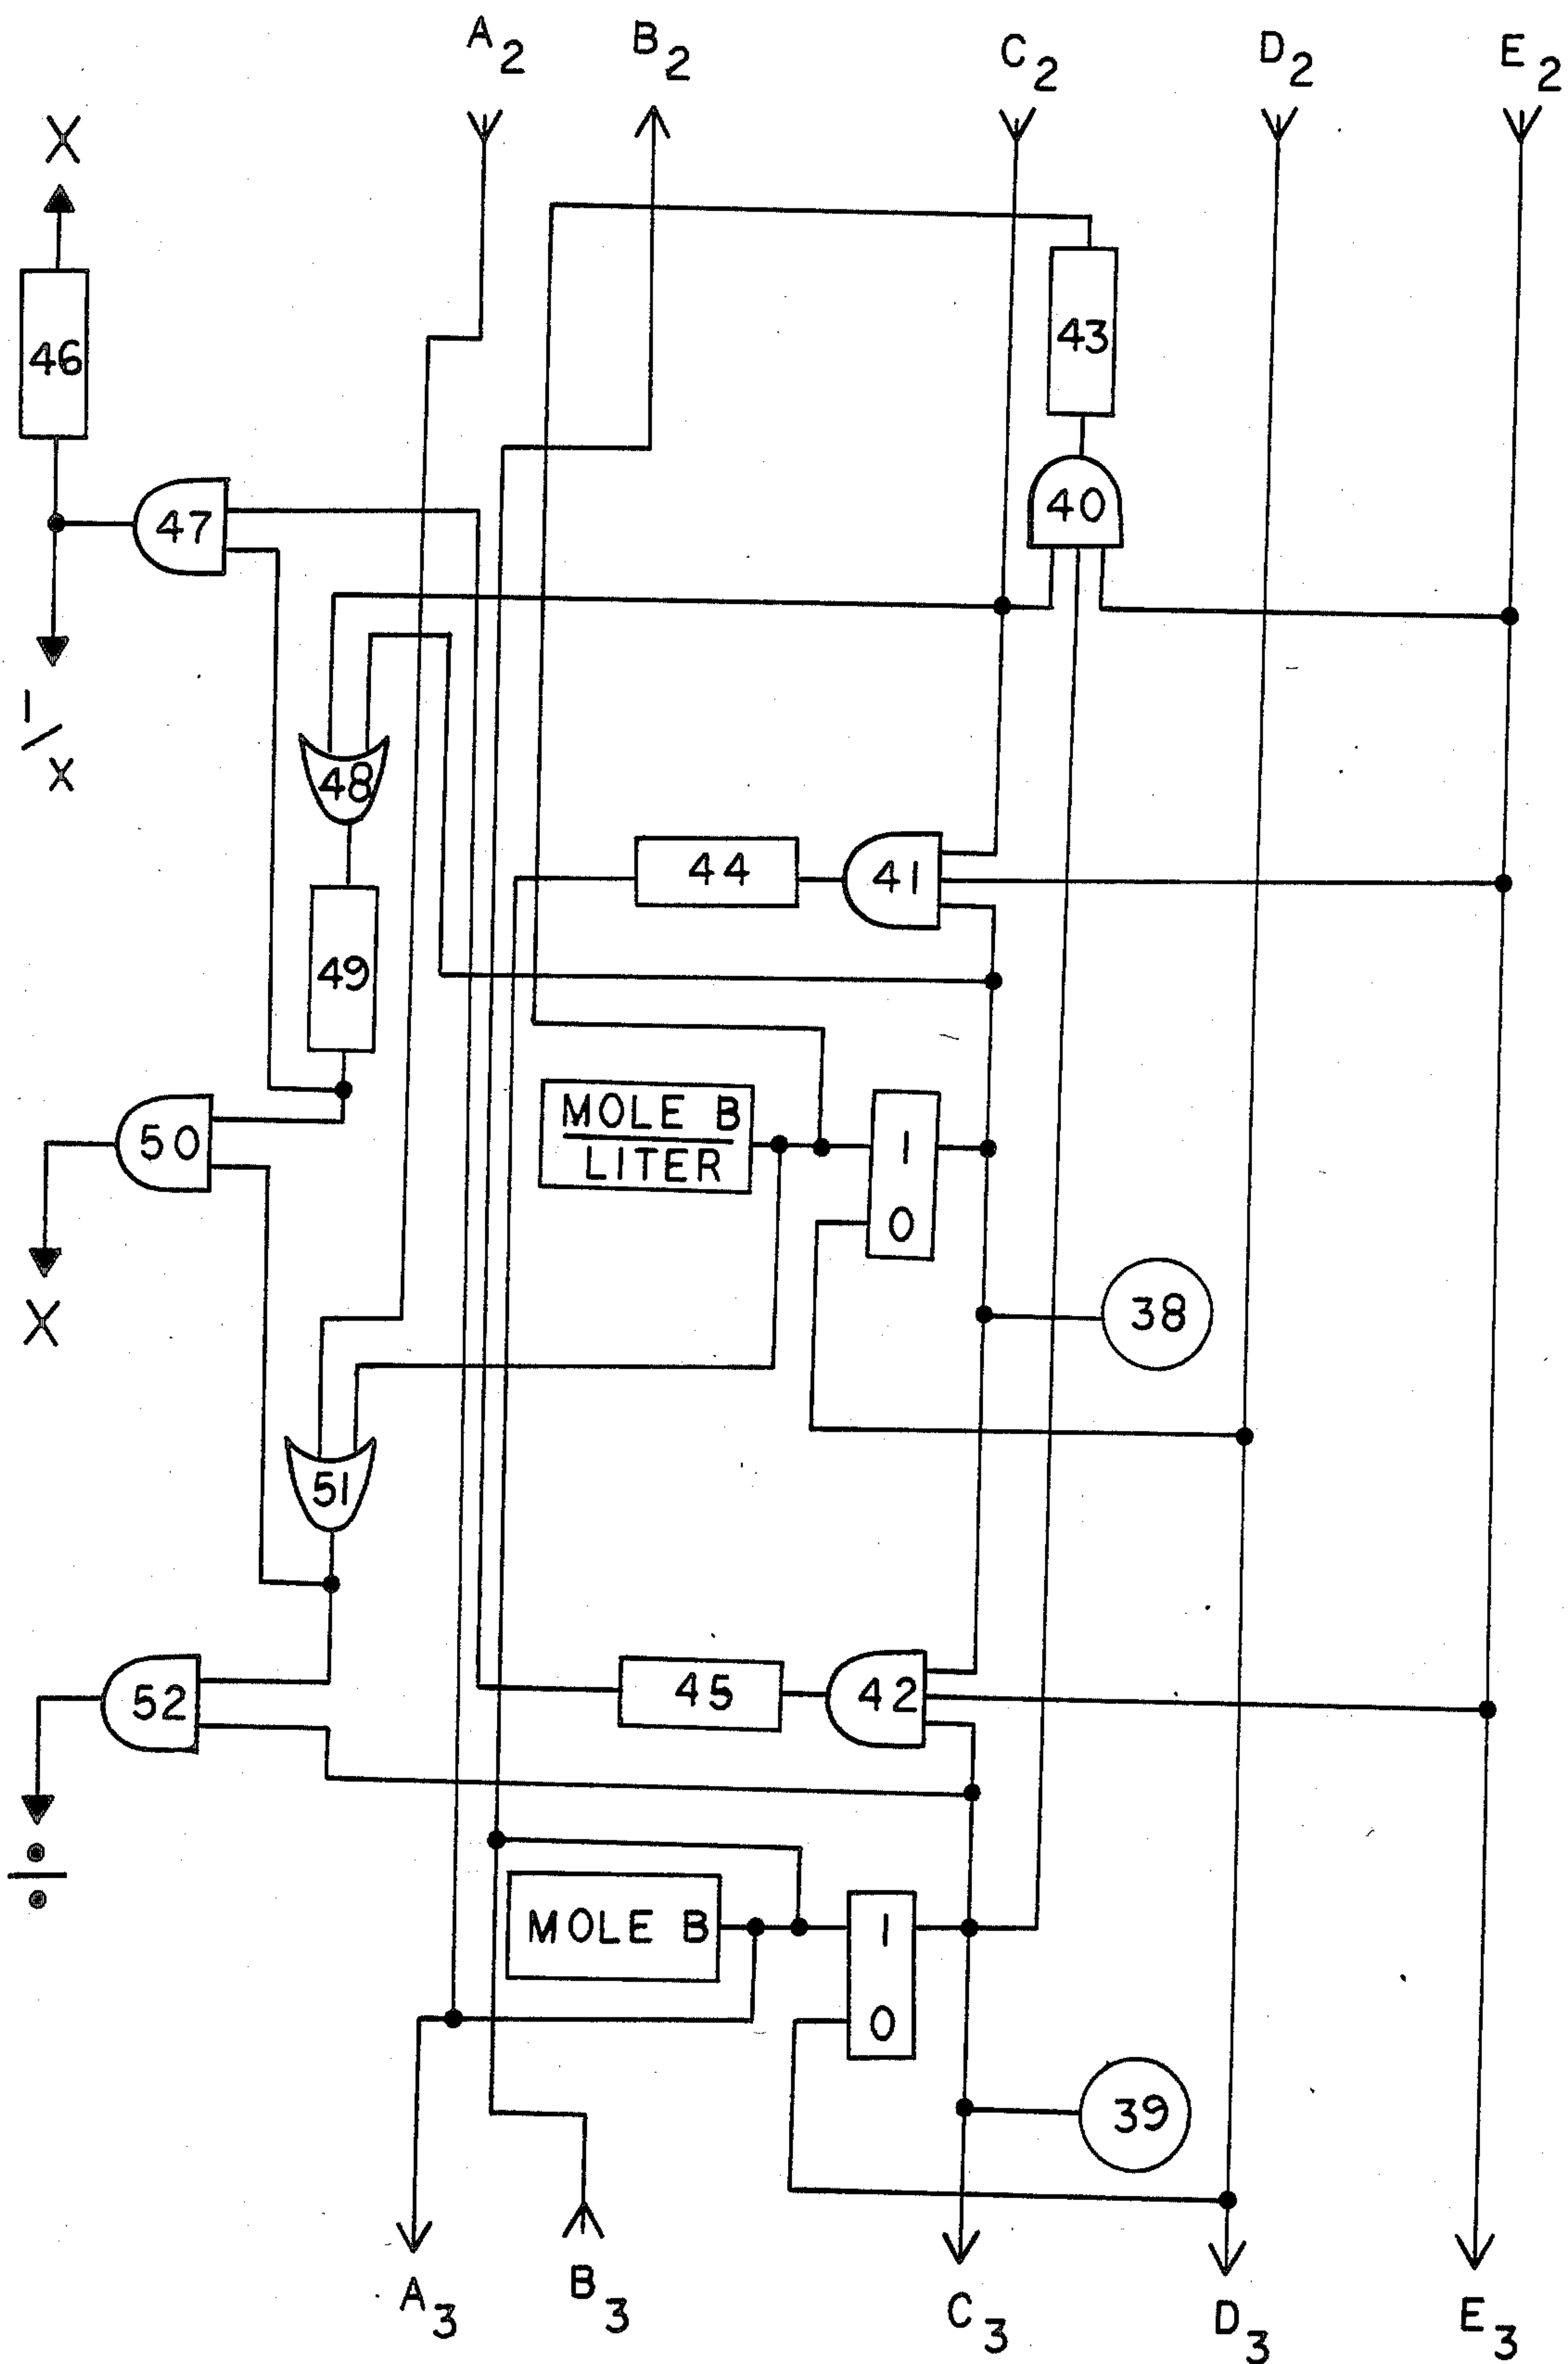 A2 B2 C2 D2 E2
X
46
43
47
40
1/x
48
44 41
49
MOLE B
LITER
1
0
50
38
X
51
45 42
52
÷
MOLE B
1
0
39
A3 B3 C3 D3 E3